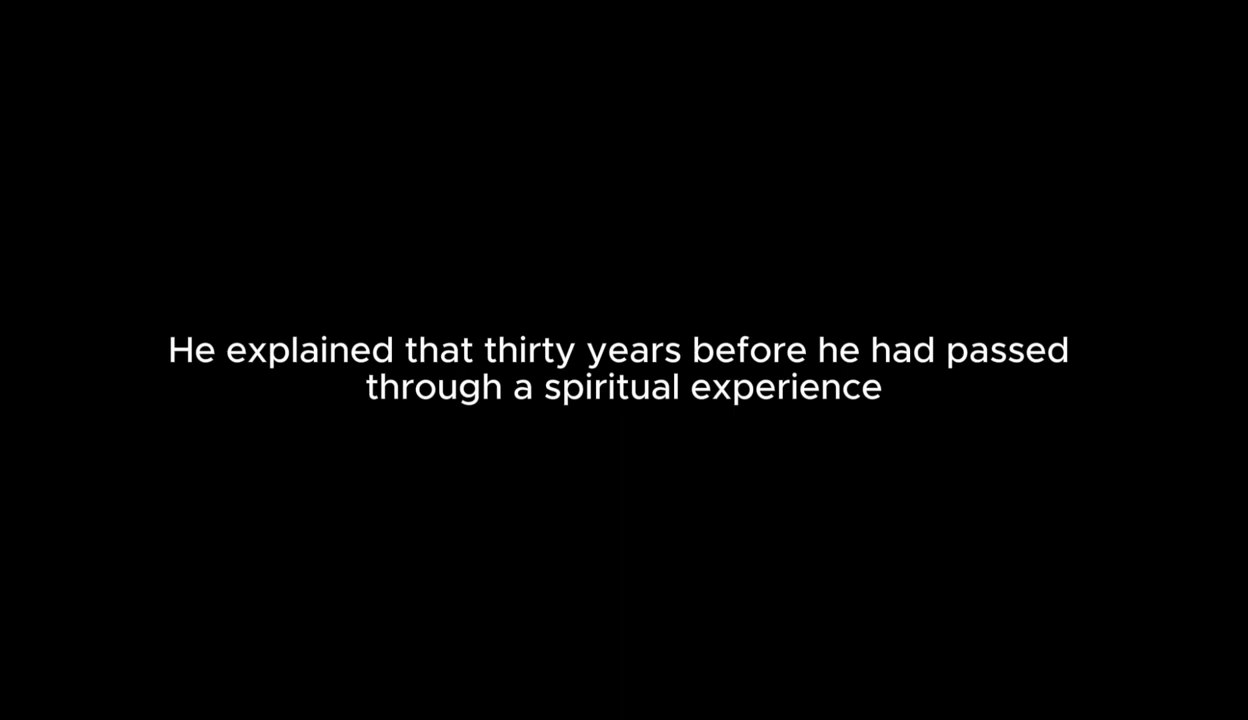 He explained that thirty years before he had passed
through a spiritual experience